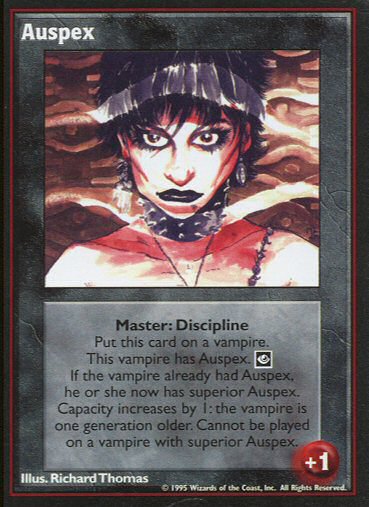 Auspex
Master: Discipline
Put this card on a vampire.
This vampire has Auspex.
If the vampire already had Auspex,
he or she now has superior Auspex.
Capacity increases by 1: the vampire is
one generation older. Cannot be played
on a vampire with superior Auspex.
+1
Illus. Richard Thomas
© 1995 Wizards of the Coast, Inc. All Rights Reserved.